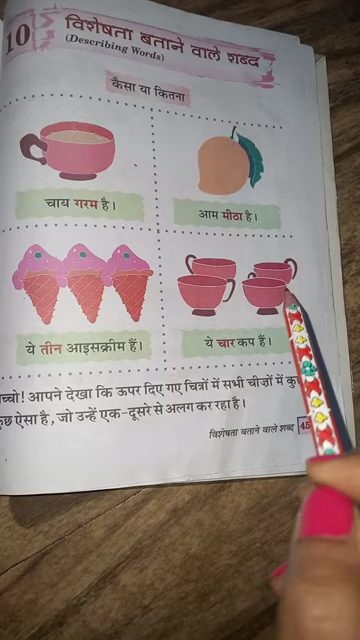 10
विशेषता बताने वाले शब्द
(Describing Words)
कैसा या कितना
चाय गरम है।
आम मीठा है।
ये तीन आइसक्रीम हैं।
ये चार कप हैं।
आपने देखा कि ऊपर दिए गए चित्रों में सभी चीज़ों में
ऐसा है, जो उन्हें एक-दूसरे से अलग कर रहा है।
विशेषता बताने वाले शब्द 45